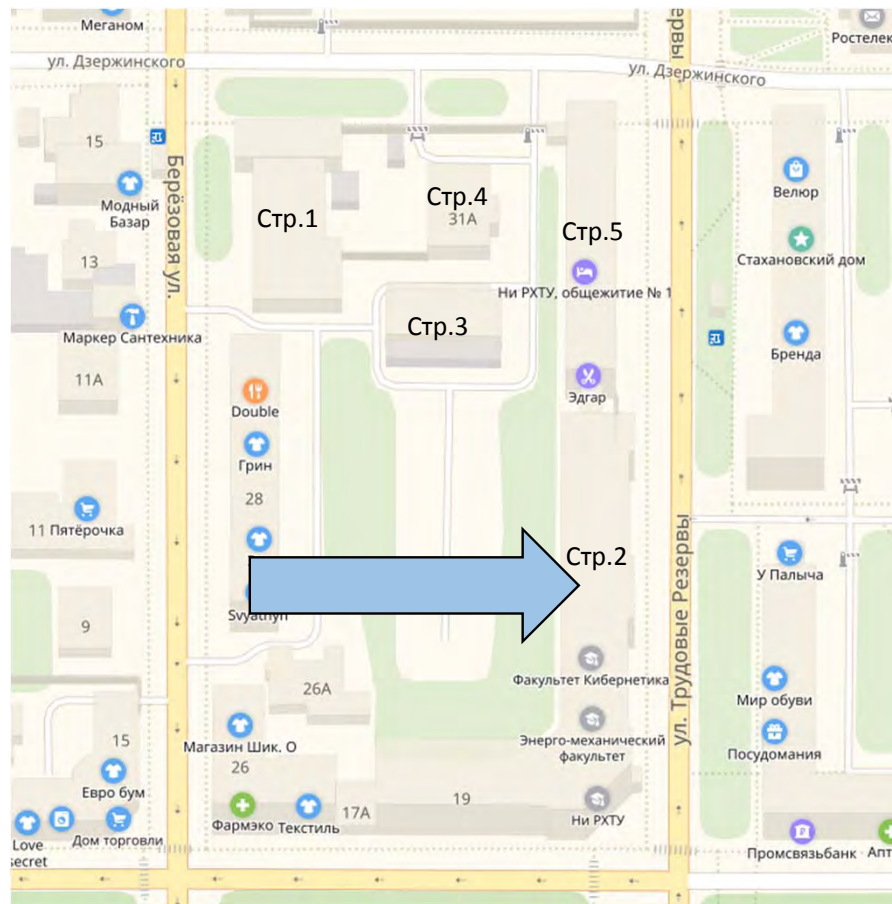 Меганом
ервы
Ростелек
ул. Дзержинского
ул. Дзержинского
15
Берёзовая ул.
Модный
Базар
Стр.1
Стр.4
31А
Стр.5
Велюр
Стахановский дом
13
Ни РХТУ, общежитие № 1
Маркер Сантехника
Стр.3
Бренда
11А
Double
Эдгар
Грин
28
11 Пятёрочка
Стр.2
У Палыча
Svyatnyn
9
ул. Трудовые Резервы
Факультет Кибернетика
26А
Мир обуви
15
Магазин Шик. О
Энерго-механический
факультет
Посудомания
26
Евро бум
17А
19
Фармэко
Текстиль
Ни РХТУ
Love
secret
Дом торговли
Промсвязьбанк
Апт